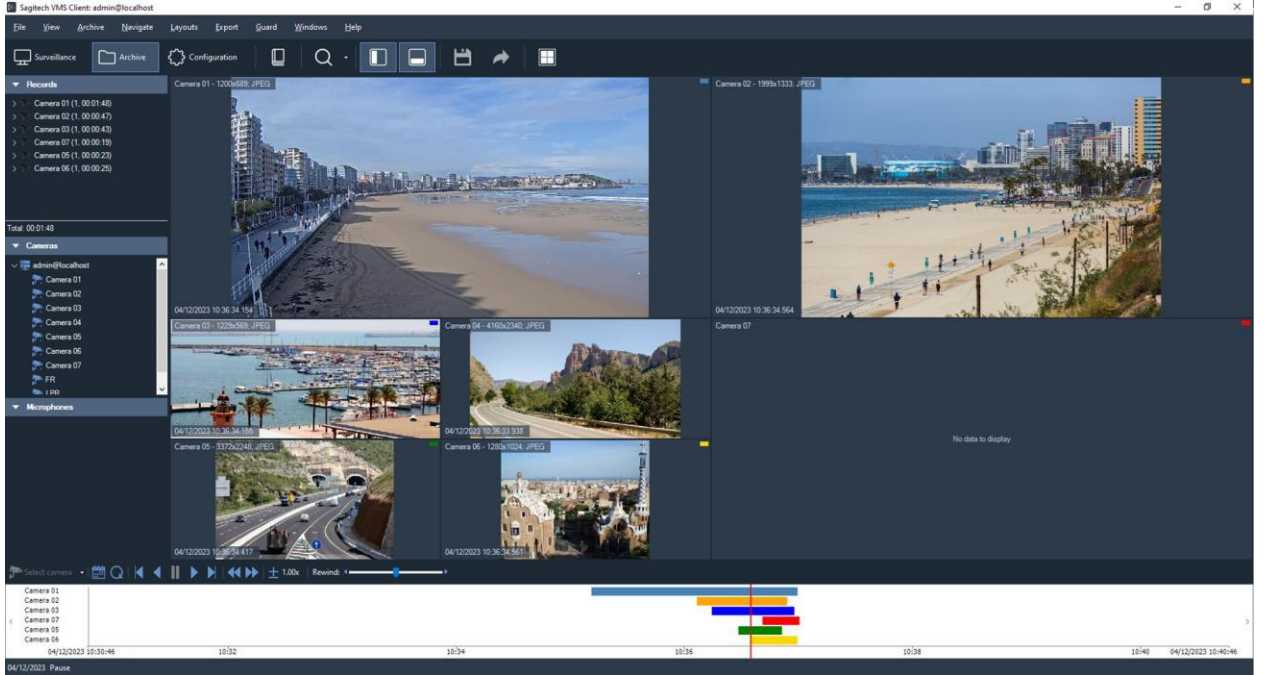 Sagitech VMS Client: admin@localhost
File View Archive Navigate Layouts Export Guard Windows Help
Surveillance Archive Configuration
Records
Camera 01 (1, 00:01:48)
Camera 02 (1, 00:00:47)
Camera 03 (1, 00:00:43)
Camera 07 (1, 00:00:19)
Camera 05 (1, 00:00:23)
Camera 06 (1, 00:00:25)
Total: 00:01:48
Cameras
admin@localhost
Camera 01
Camera 02
Camera 03
Camera 04
Camera 05
Camera 06
Camera 07
FR
LPR
Microphones
Camera 01 - 1200x689; JPEG
04/12/2023 10:36:34.154
Camera 02 - 1999x1333; JPEG
04/12/2023 10:36:34.564
Camera 03 - 1229x569; JPEG
04/12/2023 10:36:34.155
Camera 04 - 4160x2340; JPEG
04/12/2023 10:36:33.938
Camera 07
No data to display
Camera 05 - 3372x2248; JPEG
04/12/2023 10:36:34.417
Camera 06 - 1280x1024; JPEG
04/12/2023 10:36:34.561
Select camera 1.00x Rewind:
Camera 01
Camera 02
Camera 03
Camera 07
Camera 05
Camera 06
04/12/2023 10:30:46 10:32 10:34 10:36 10:38 10:40 04/12/2023 10:40:46
04/12/2023 Pause